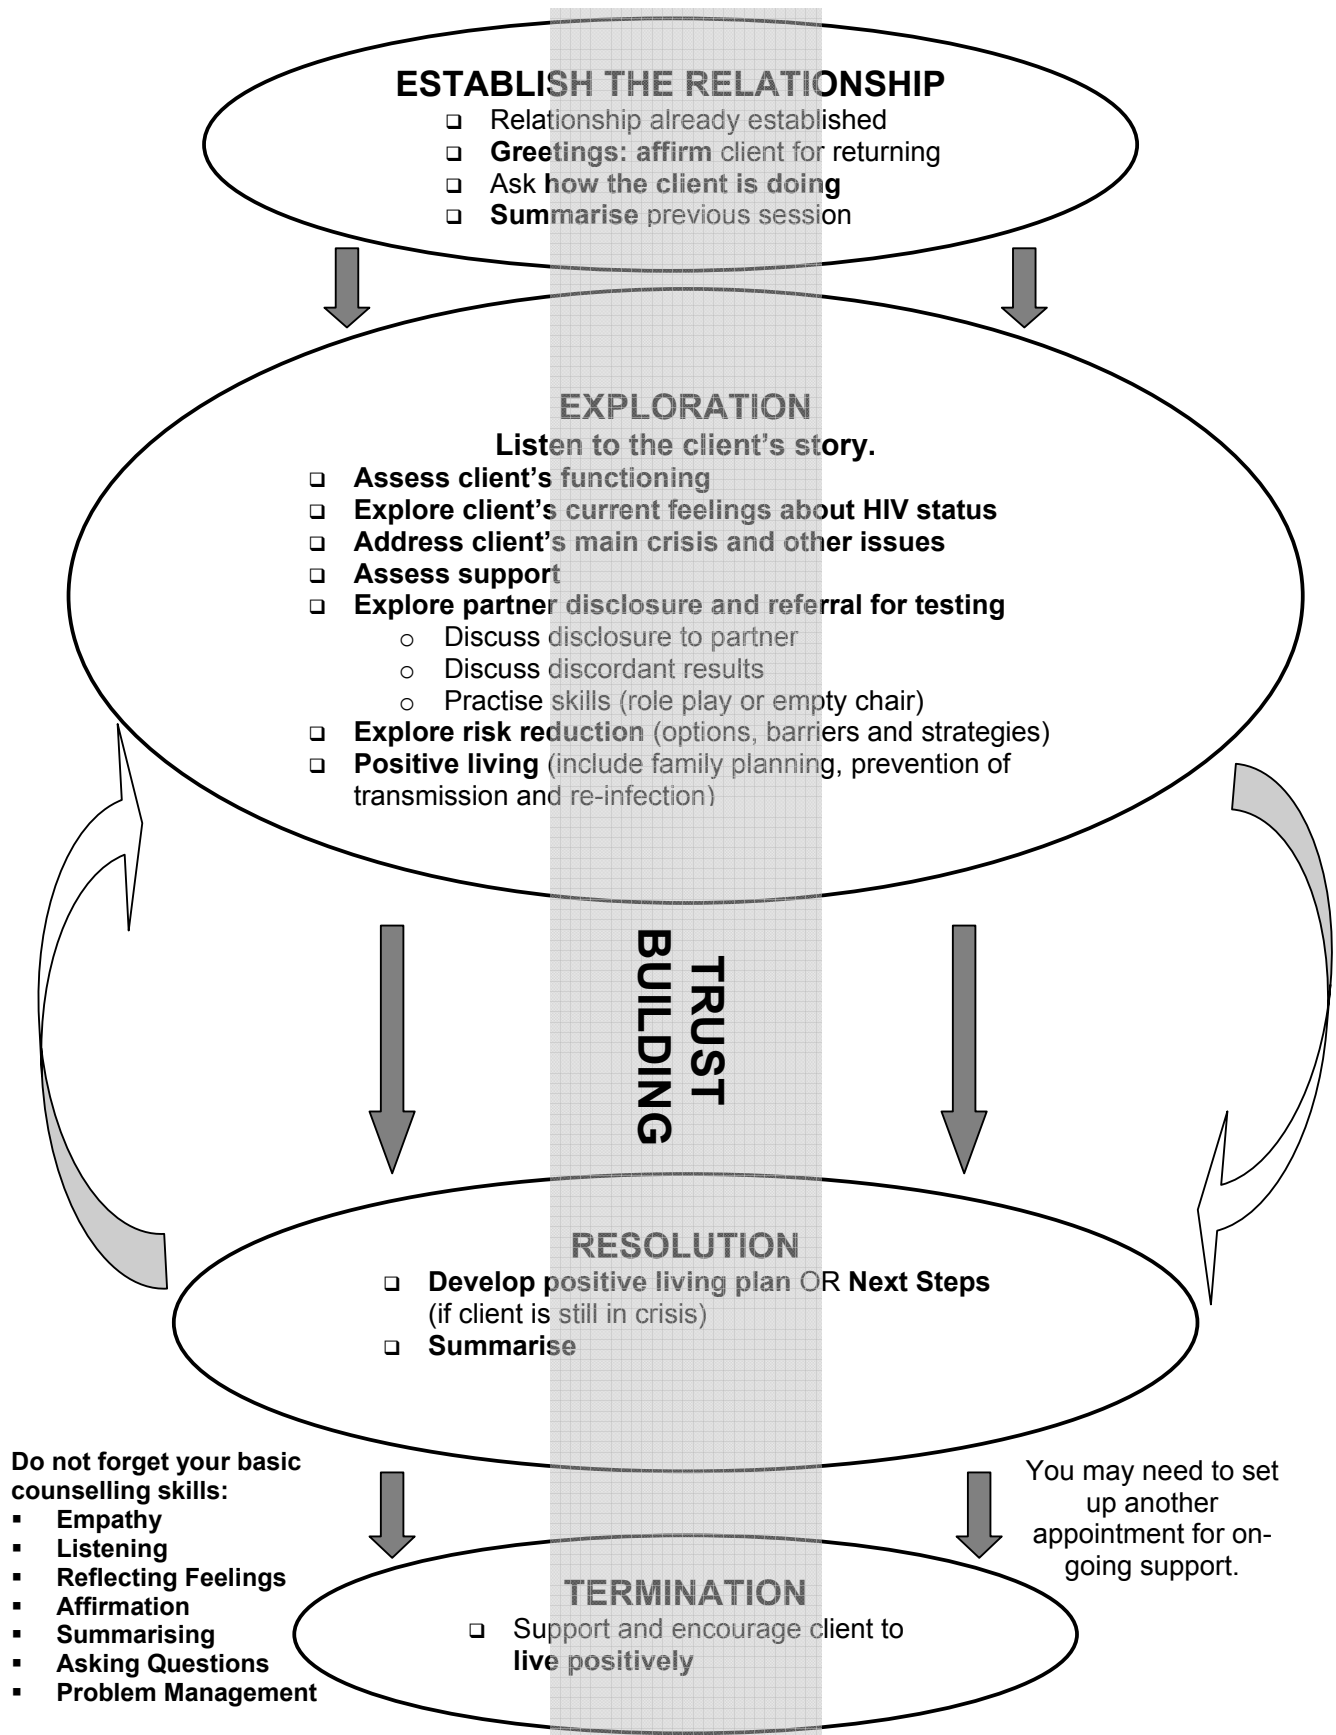 ESTABLISH THE RELATIONSHIP
❑ Relationship already established
❑ Greetings: affirm client for returning
❑ Ask how the client is doing
❑ Summarise previous session
EXPLORATION
Listen to the client’s story.
❑ Assess client’s functioning
❑ Explore client’s current feelings about HIV status
❑ Address client’s main crisis and other issues
❑ Assess support
❑ Explore partner disclosure and referral for testing
o Discuss disclosure to partner
o Discuss discordant results
o Practise skills (role play or empty chair)
❑ Explore risk reduction (options, barriers and strategies)
❑ Positive living (include family planning, prevention of
transmission and re-infection)
TRUST
BUILDING
RESOLUTION
❑ Develop positive living plan OR Next Steps
(if client is still in crisis)
❑ Summarise
Do not forget your basic
counselling skills:
▪ Empathy
▪ Listening
▪ Reflecting Feelings
▪ Affirmation
▪ Summarising
▪ Asking Questions
▪ Problem Management
You may need to set
up another
appointment for on-
going support.
TERMINATION
❑ Support and encourage client to
live positively